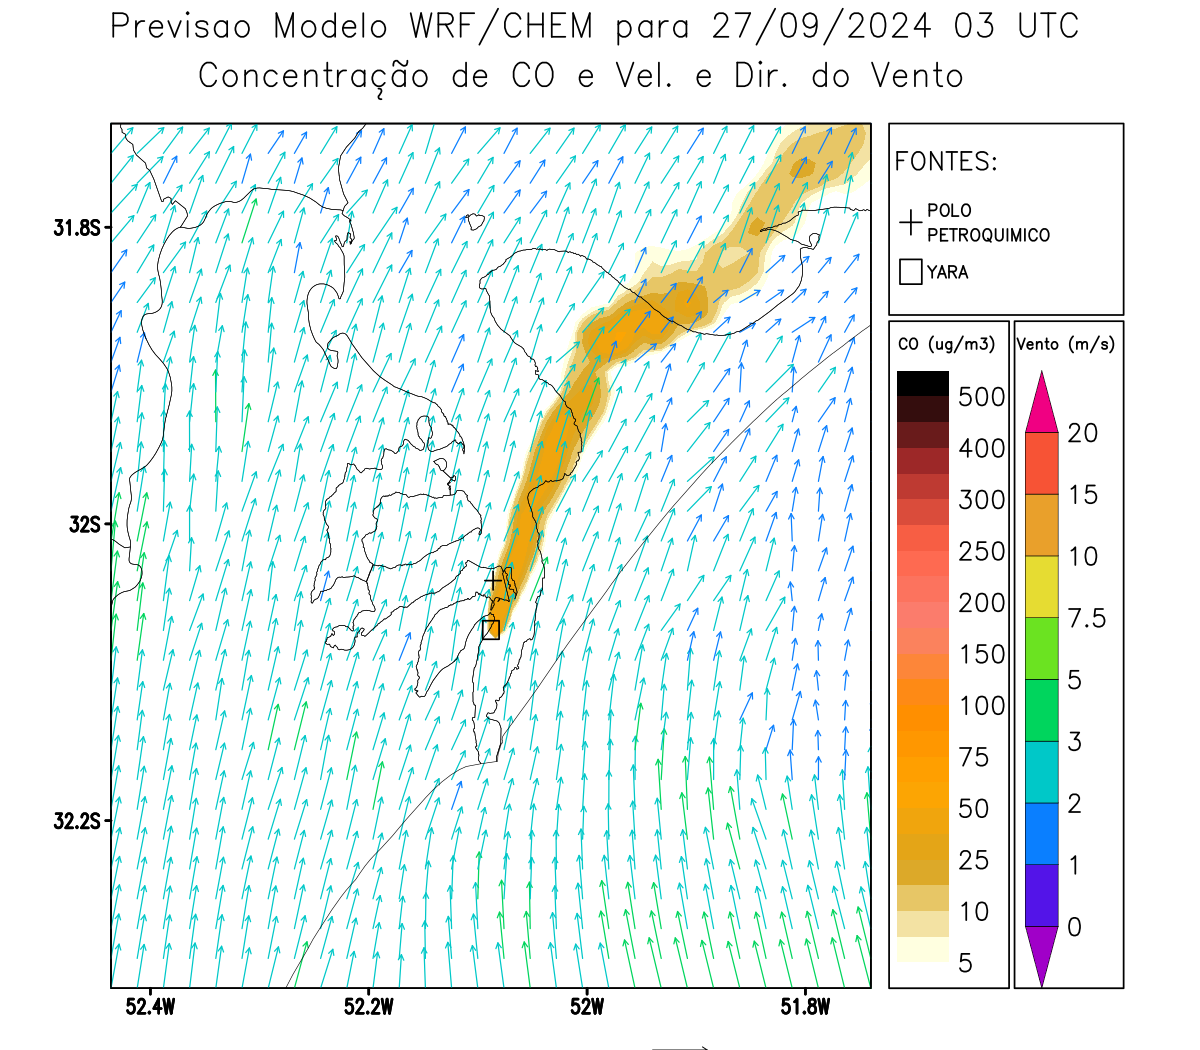 Previsao Modelo WRF/CHEM para 27/09/2024 03 UTC
Concentração de CO e Vel. e Dir. do Vento
FONTES:
POLO
PETROQUIMICO
YARA
CO (ug/m3)
500
400
300
250
200
150
100
75
50
25
10
5
Vento (m/s)
20
15
10
7.5
5
3
2
1
0
31.8S
32S
32.2S
52.4W
52.2W
52W
51.8W